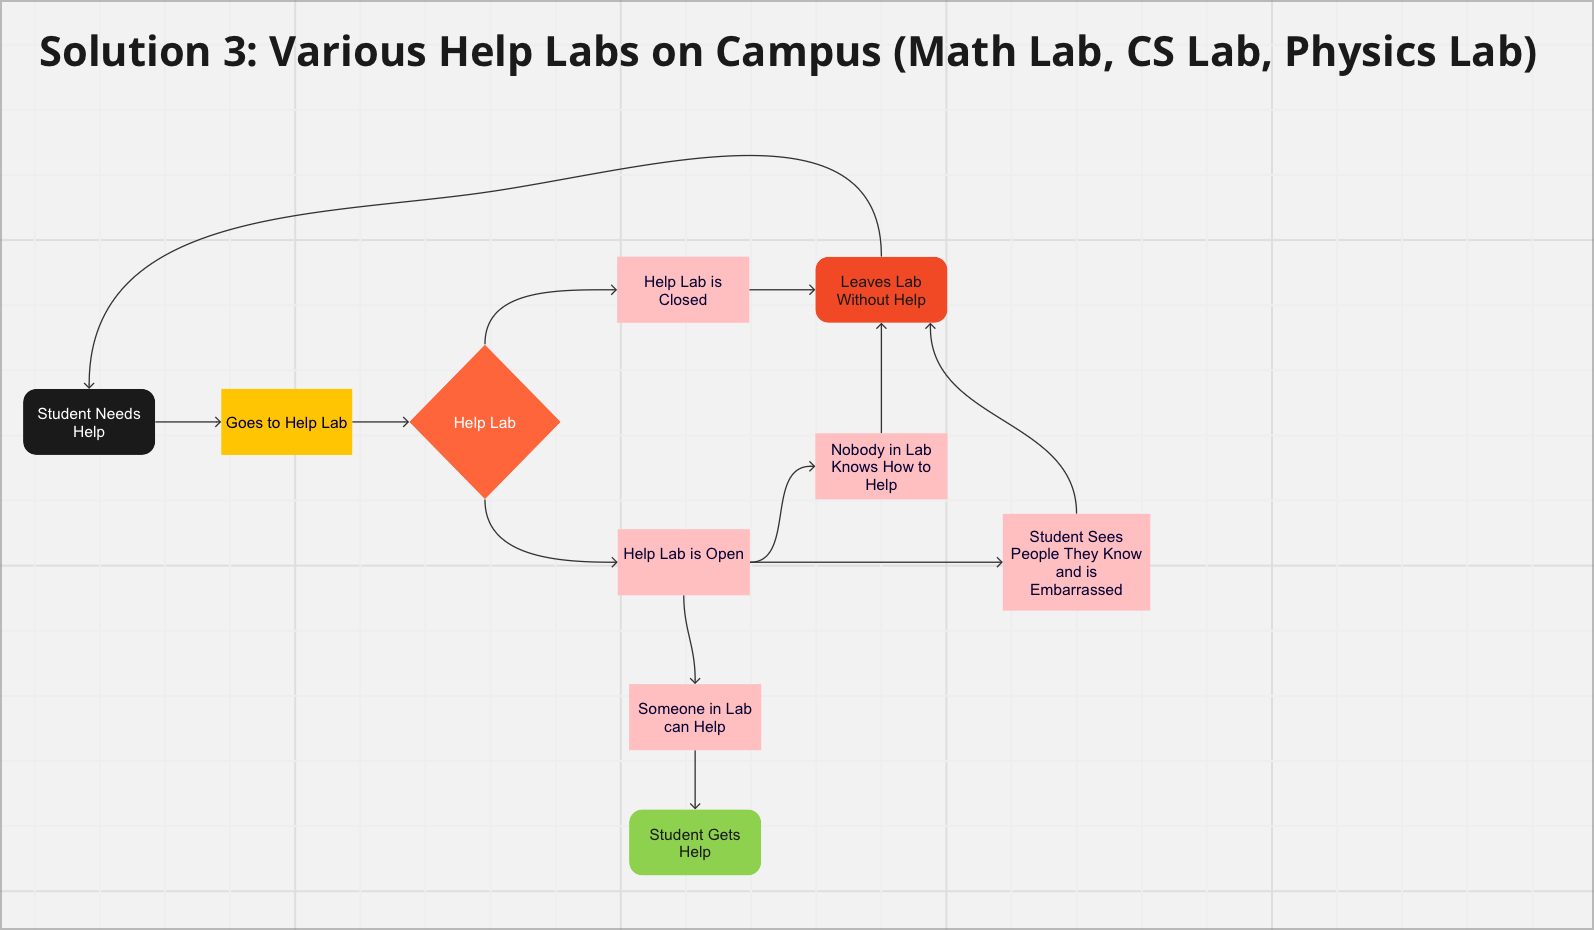 Solution 3: Various Help Labs on Campus (Math Lab, CS Lab, Physics Lab)
Help Lab is
Closed
Leaves Lab
Without Help
Student Needs
Help
Goes to Help Lab
Help Lab
Nobody in Lab
Knows How to
Help
Help Lab is Open
Student Sees
People They Know
and is
Embarrassed
Someone in Lab
can Help
Student Gets
Help